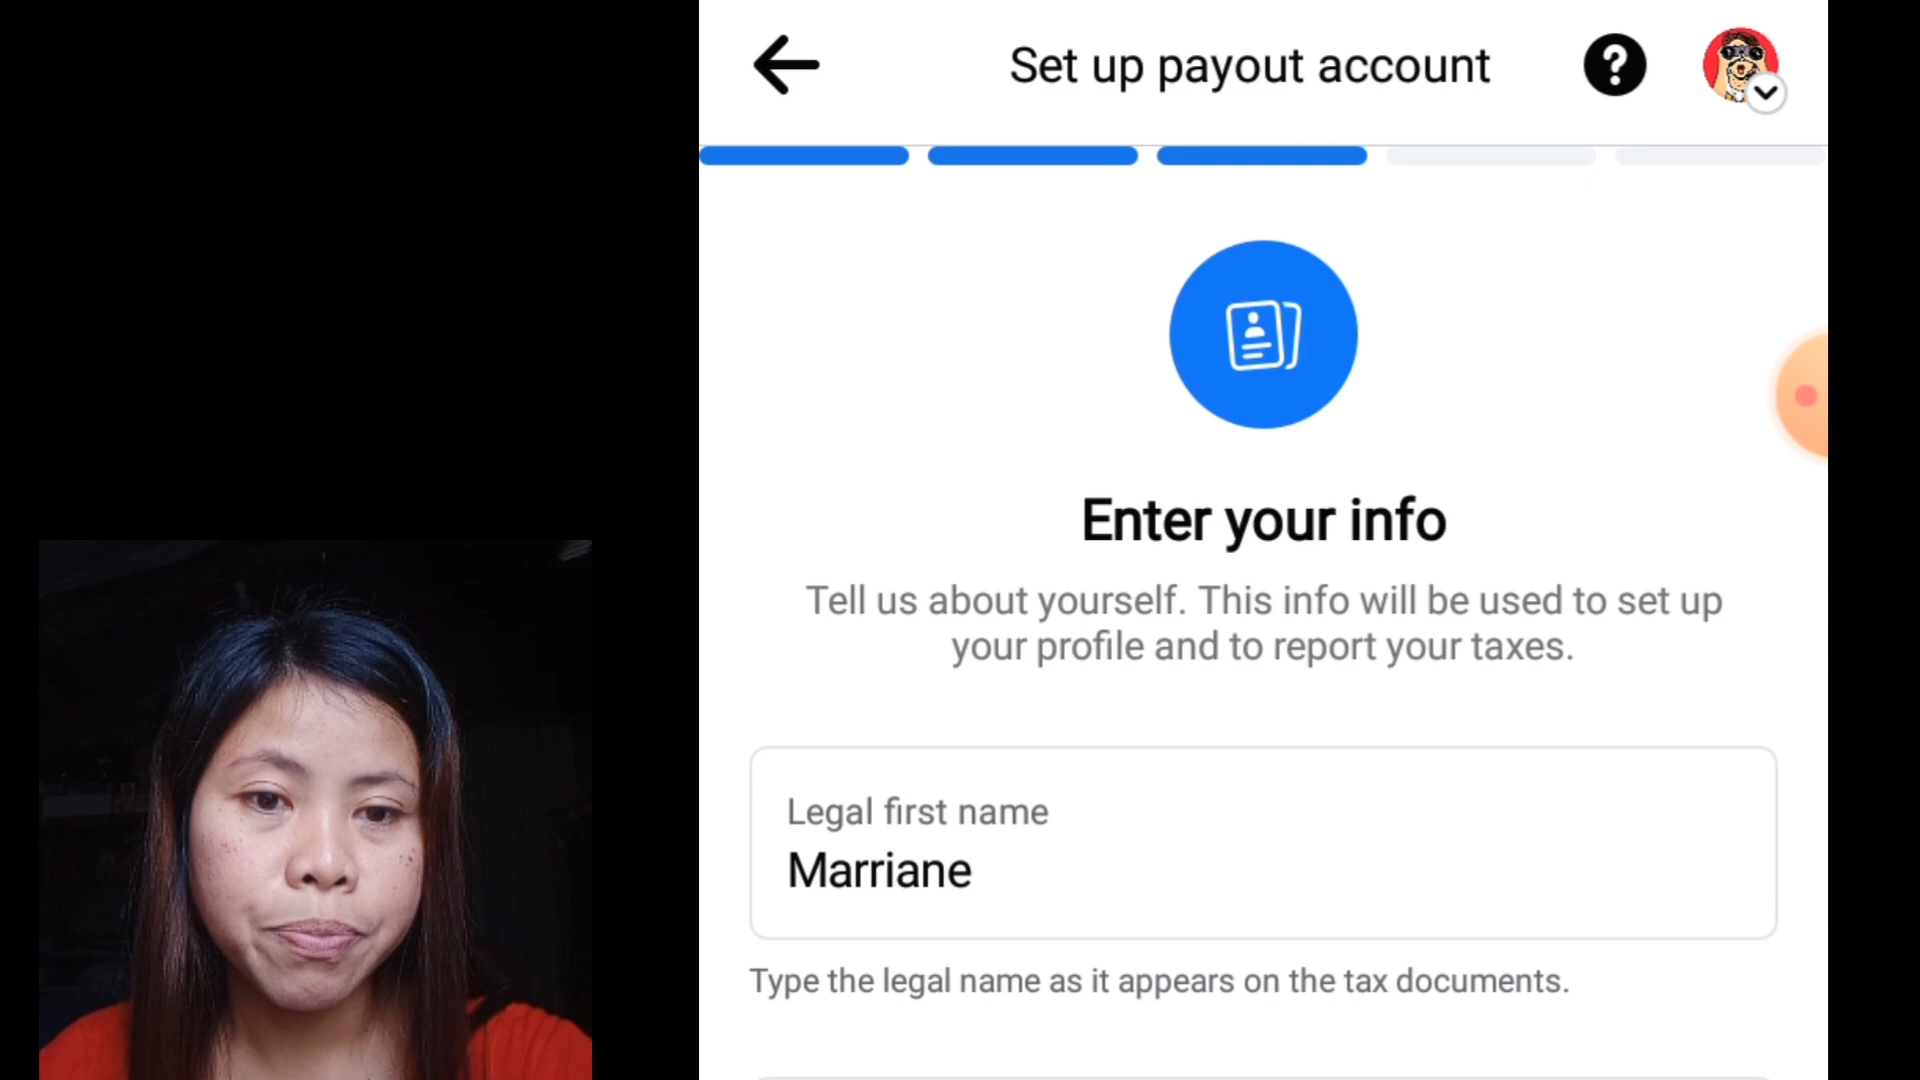 Set up payout account
Enter your info
Tell us about yourself. This info will be used to set up
your profile and to report your taxes.
Legal first name
Marriane
Type the legal name as it appears on the tax documents.